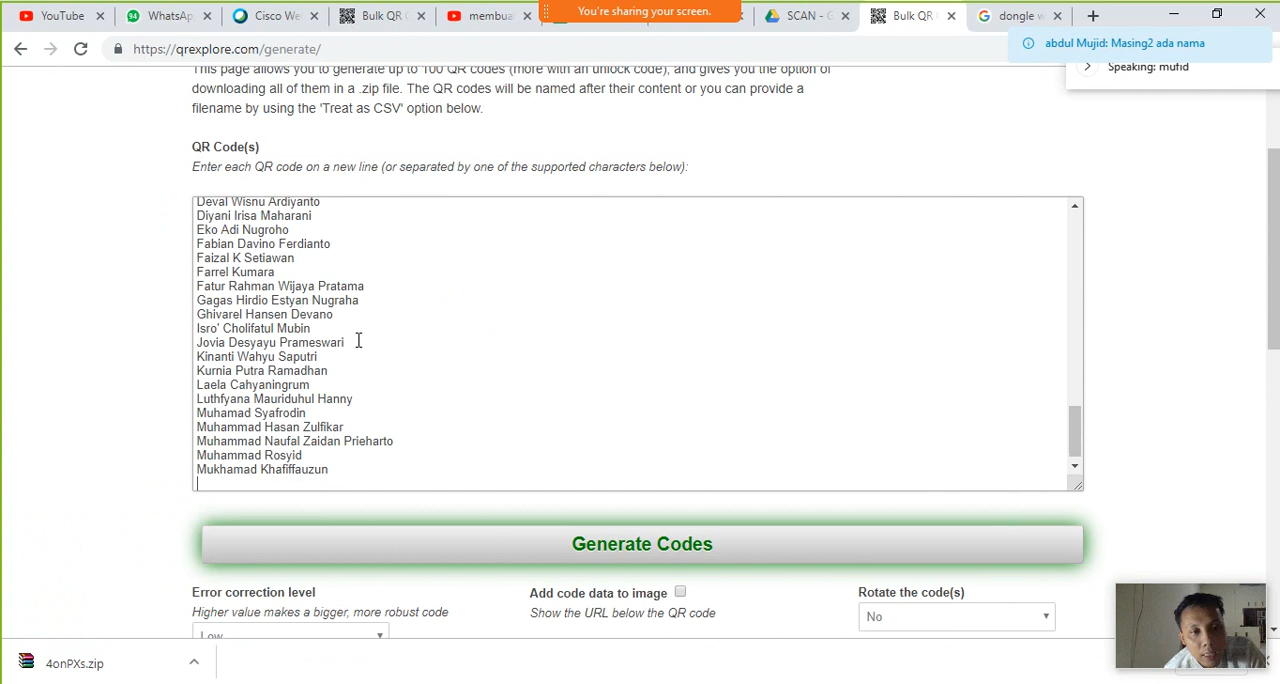 You're sharing your screen.
YouTube
94
WhatsAp
Cisco We
Bulk QR C
membua
SCAN - G
Bulk QR
dongle w
https://qrexplore.com/generate/
abdul Mujid: Masing2 ada nama
Speaking: mufid
This page allows you to generate up to 100 QR codes (more with an unlock code), and gives you the option of
downloading all of them in a .zip file. The QR codes will be named after their content or you can provide a
filename by using the 'Treat as CSV' option below.
QR Code(s)
Enter each QR code on a new line (or separated by one of the supported characters below):
Deval Wisnu Ardiyanto
Diyani Irisa Maharani
Eko Adi Nugroho
Fabian Davino Ferdianto
Faizal K Setiawan
Farrel Kumara
Fatur Rahman Wijaya Pratama
Gagas Hirdio Estyan Nugraha
Ghivarel Hansen Devano
Isro' Cholifatul Mubin
Jovia Desyayu Prameswari
Kinanti Wahyu Saputri
Kurnia Putra Ramadhan
Laela Cahyaningrum
Luthfyana Mauriduhul Hanny
Muhamad Syafrodin
Muhammad Hasan Zulfikar
Muhammad Naufal Zaidan Prieharto
Muhammad Rosyid
Mukhamad Khafiffauzun
Generate Codes
Error correction level
Higher value makes a bigger, more robust code
Low
Add code data to image
Show the URL below the QR code
Rotate the code(s)
No
4onPXs.zip